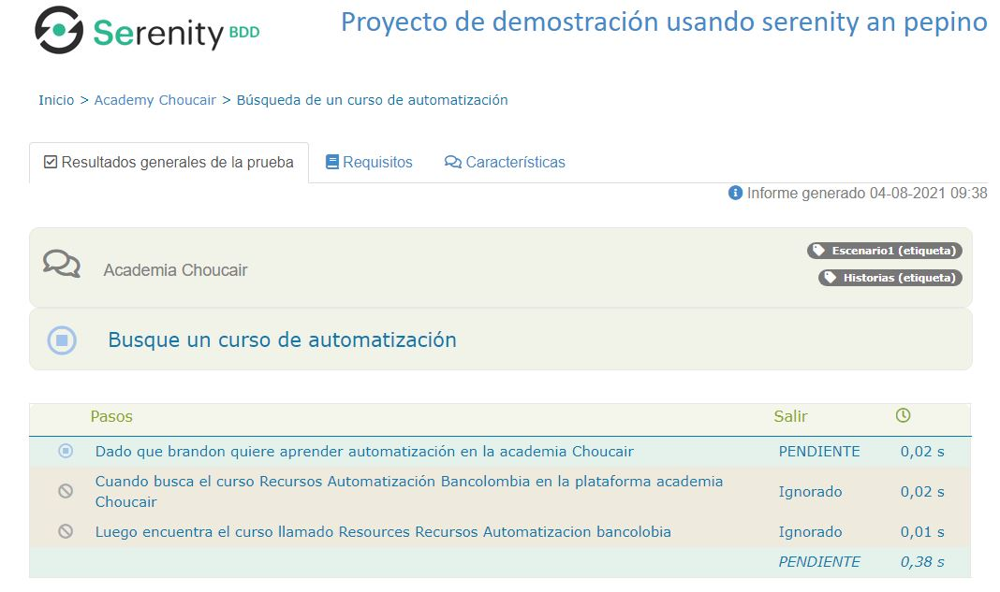 Serenity BDD
Proyecto de demostración usando serenity an pepino
Inicio > Academy Choucair > Búsqueda de un curso de automatización
Resultados generales de la prueba
Requisitos
Características
Informe generado 04-08-2021 09:38
Academia Choucair
Escenario1 (etiqueta)
Historias (etiqueta)
Busque un curso de automatización
Pasos Salir
Dado que brandon quiere aprender automatización en la academia Choucair PENDIENTE 0,02 s
Cuando busca el curso Recursos Automatización Bancolombia en la plataforma academia
Choucair
Ignorado 0,02 s
Luego encuentra el curso llamado Resources Recursos Automatizacion bancolobia Ignorado 0,01 s
PENDIENTE 0,38 s